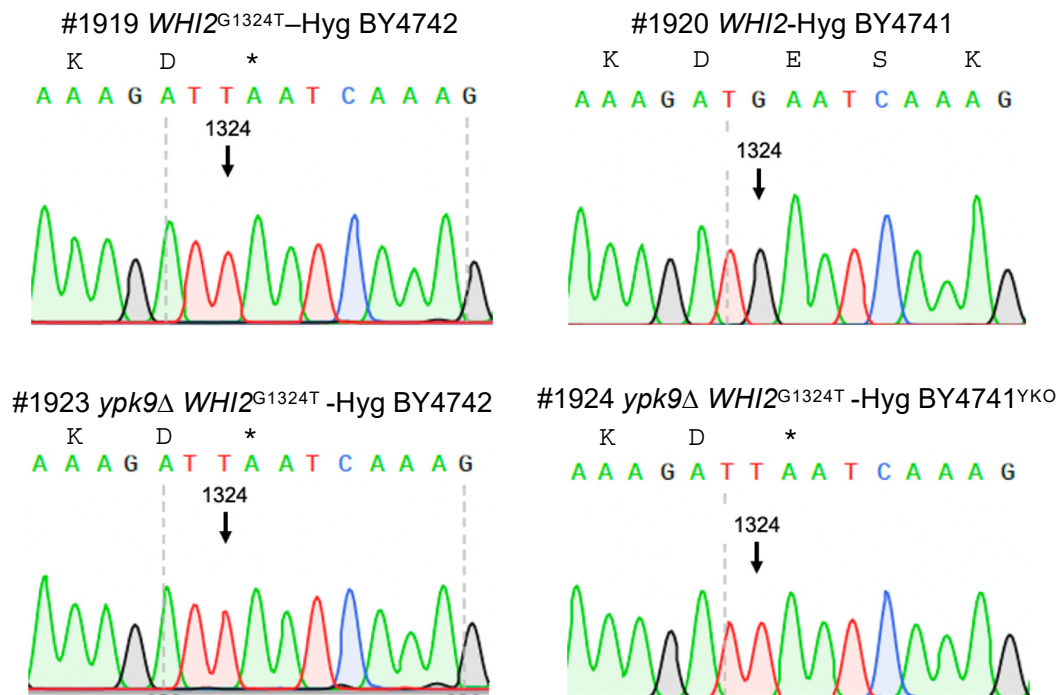 #1919 WHI2G1324T–Hyg BY4742
K D *
A A A G A T T A A T C A A A G
1324
#1920 WHI2-Hyg BY4741
K D E S K
A A A G A T G A A T C A A A G
1324
#1923 ypk9Δ WHI2G1324T -Hyg BY4742
K D *
A A A G A T T A A T C A A A G
1324
#1924 ypk9Δ WHI2G1324T -Hyg BY4741YKO
K D *
A A A G A T T A A T C A A A G
1324